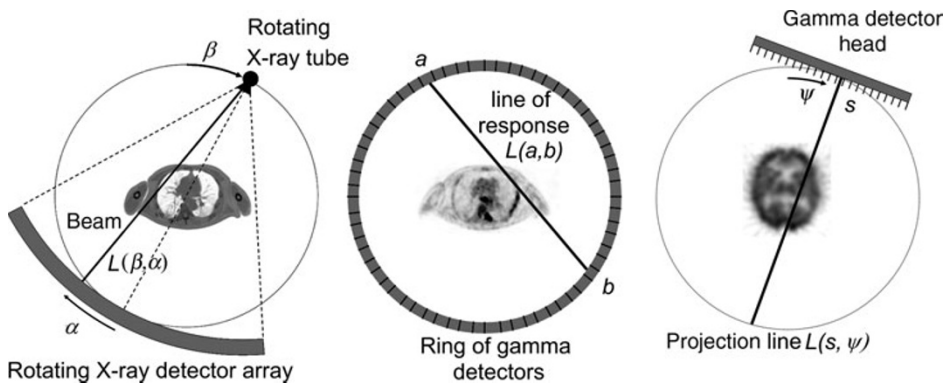 Rotating
X-ray tube
β
Beam
L(β,α)
α
Rotating X-ray detector array
a
line of
response
L(a,b)
b
Ring of gamma
detectors
Gamma detector
head
ψ
s
Projection line L(s, ψ)